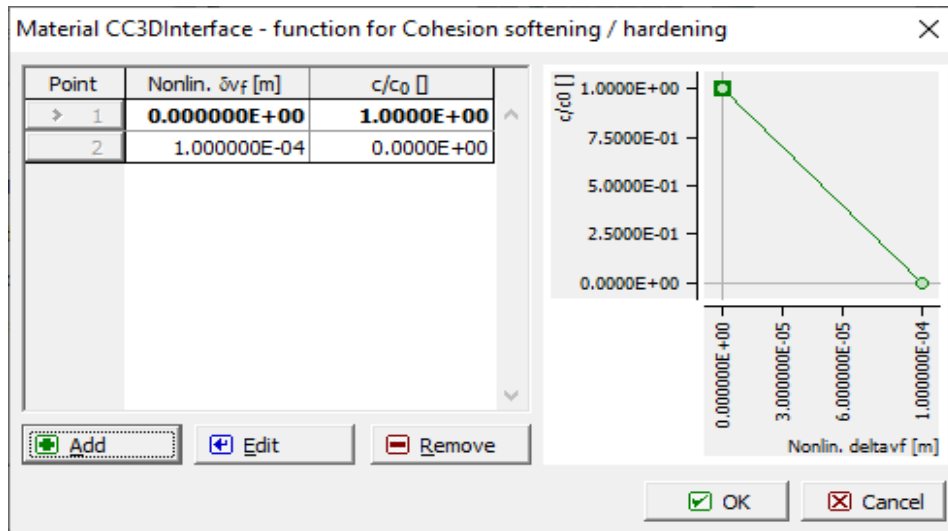 Material CC3DInterface - function for Cohesion softening / hardening
Point Nonlin. δvf [m] c/c0 []
1 0.000000E+00 1.0000E+00
2 1.000000E-04 0.0000E+00
Add Edit Remove
c/c0 []
1.0000E+00
7.5000E-01
5.0000E-01
2.5000E-01
0.0000E+00
0.000000E+00
3.000000E-05
6.000000E-05
1.000000E-04
Nonlin. deltavf [m]
OK Cancel